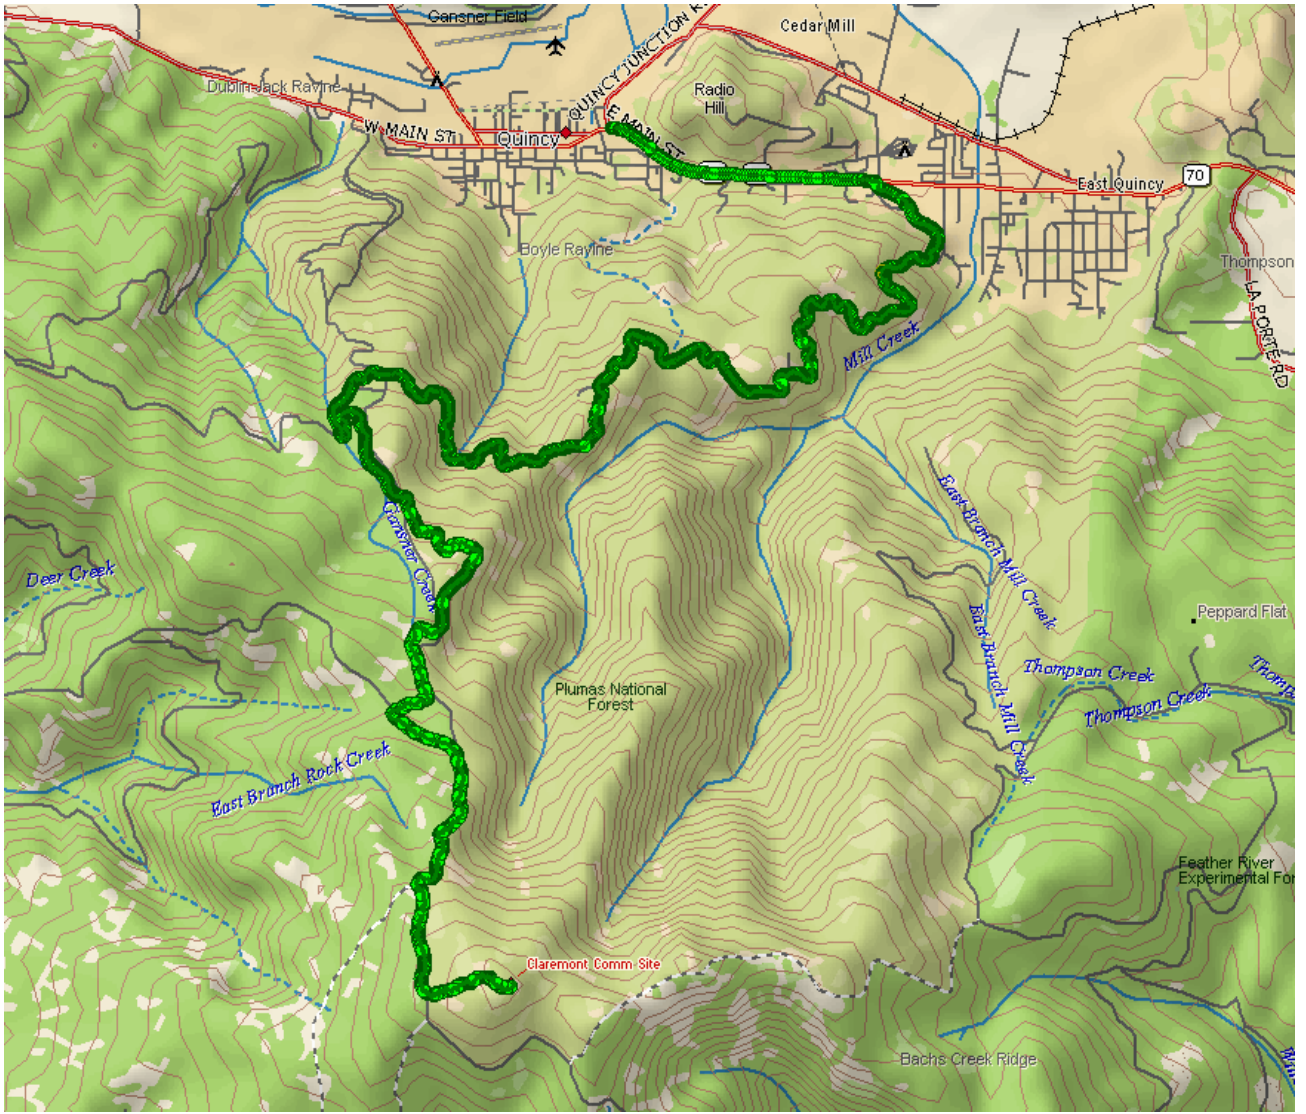 Gansner Field
Cedar Mill
QUINCY JUNCTION R
Dublin Jack Ravine
Radio
Hill
W MAIN ST
Quincy
E MAIN ST
East Quincy
70
Boyle Ravine
Thompson
LA PORTE RD
Mill Creek
East Branch Mill Creek
Gansner Creek
Deer Creek
East Branch Mill Creek
Peppard Flat
Thompson Creek
Thompson Creek
Thomp
Plumas National
Forest
East Branch Rock Creek
Feather River
Experimental For
Claremont Comm Site
Bachs Creek Ridge